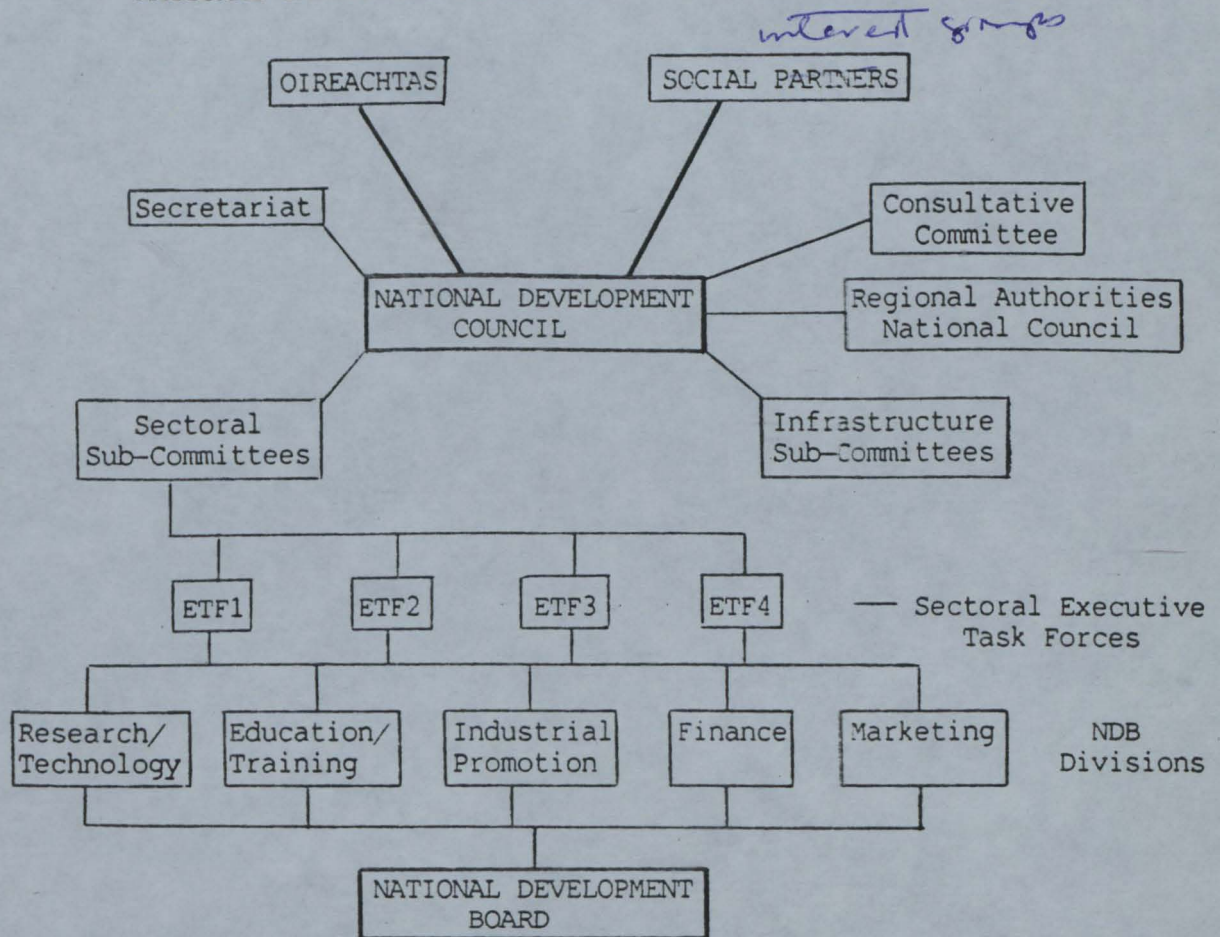 interest groups
OIREACHTAS
SOCIAL PARTNERS
Secretariat
Consultative
Committee
NATIONAL DEVELOPMENT
COUNCIL
Regional Authorities
National Council
Sectoral
Sub-Committees
Infrastructure
Sub-Committees
ETF1
ETF2
ETF3
ETF4
— Sectoral Executive
Task Forces
Research/
Technology
Education/
Training
Industrial
Promotion
Finance
Marketing
NDB
Divisions
NATIONAL DEVELOPMENT
BOARD